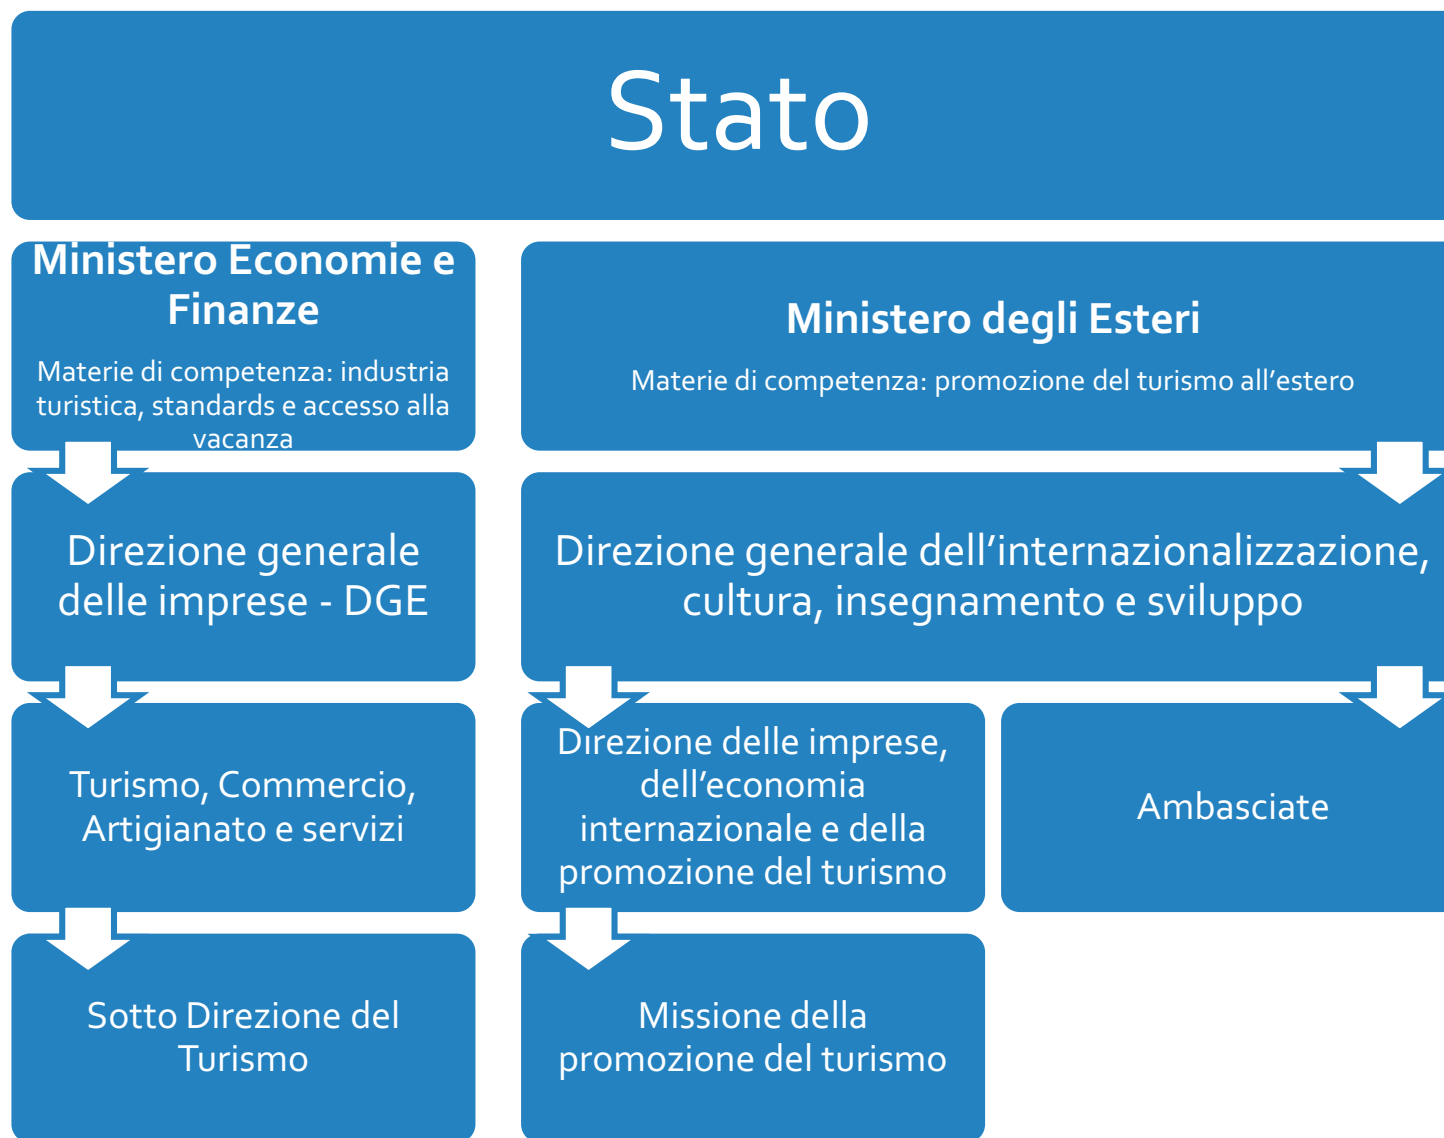 Stato
Ministero Economie e
Finanze
Materie di competenza: industria
turistica, standards e accesso alla
vacanza
Ministero degli Esteri
Materie di competenza: promozione del turismo all’estero
Direzione generale
delle imprese - DGE
Direzione generale dell’internazionalizzazione,
cultura, insegnamento e sviluppo
Turismo, Commercio,
Artigianato e servizi
Direzione delle imprese,
dell’economia
internazionale e della
promozione del turismo
Ambasciate
Sotto Direzione del
Turismo
Missione della
promozione del turismo